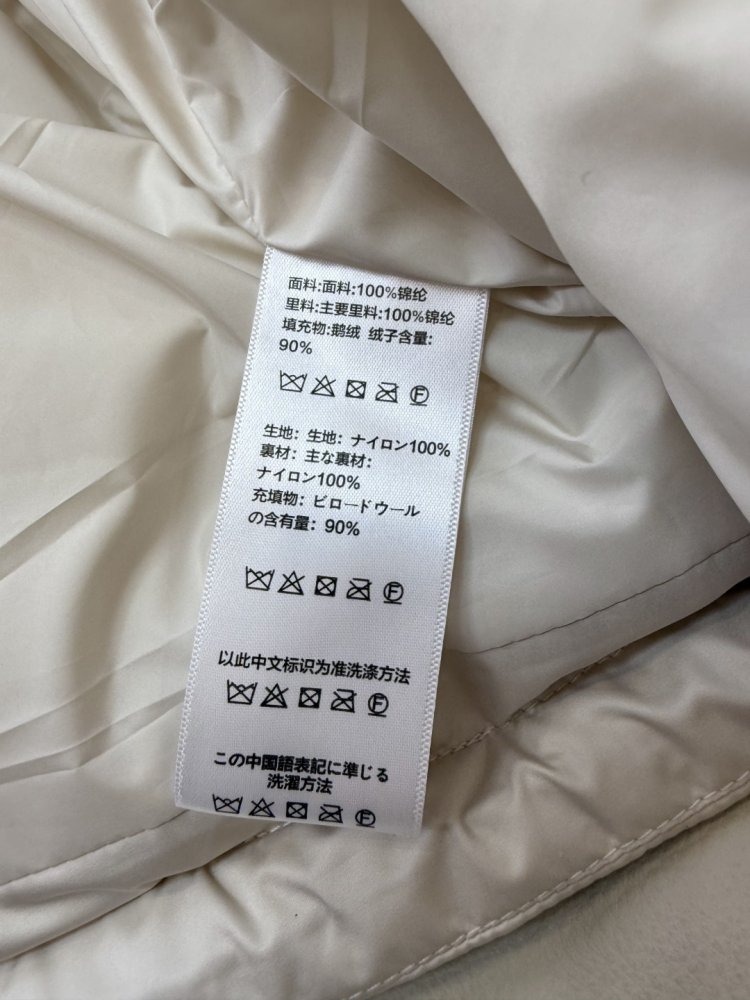 面料:面料:100%锦纶
里料:主要里料:100%锦纶
填充物:鹅绒 绒子含量:
90%
生地: 生地: ナイロン100%
裏材: 主な裏材:
ナイロン100%
充填物: ビロードウール
の含有量: 90%
以此中文标识为准洗涤方法
この中国語表記に準じる
洗濯方法